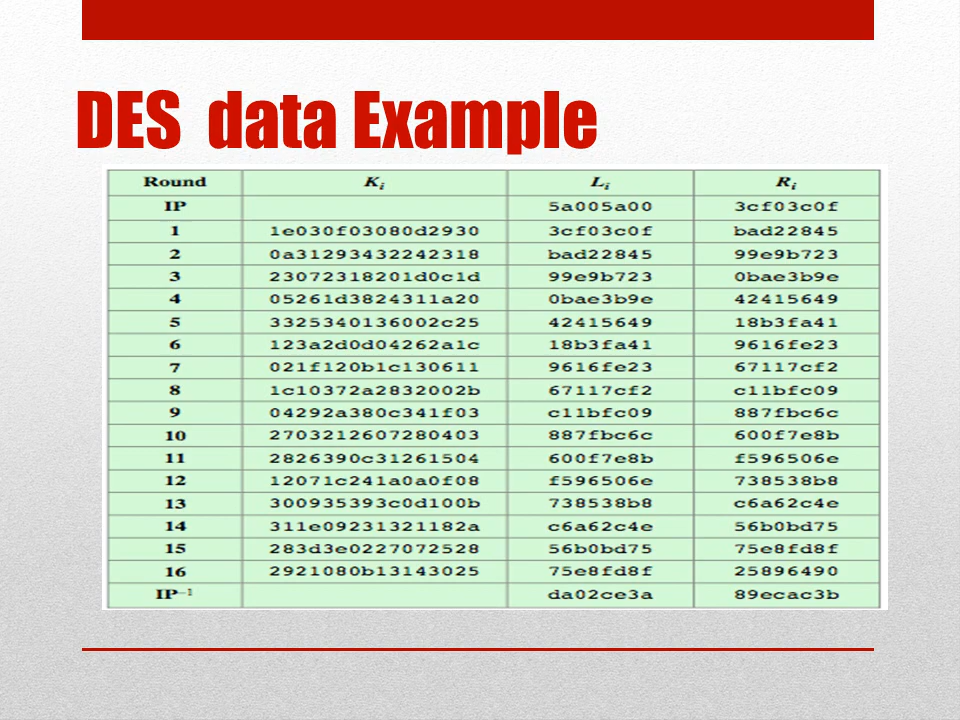 DES data Example
Round K_i L_i R_i
IP 5a005a00 3cf03c0f
1 1e030f03080d2930 3cf03c0f bad22845
2 0a31293432242318 bad22845 99e9b723
3 23072318201d0c1d 99e9b723 0bae3b9e
4 05261d3824311a20 0bae3b9e 42415649
5 3325340136002c25 42415649 18b3fa41
6 123a2d0d04262a1c 18b3fa41 9616fe23
7 021f120b1c130611 9616fe23 67117cf2
8 1c10372a2832002b 67117cf2 c11bfc09
9 04292a380c341f03 c11bfc09 887fbc6c
10 2703212607280403 887fbc6c 600f7e8b
11 2826390c31261504 600f7e8b f596506e
12 12071c241a0a0f08 f596506e 738538b8
13 300935393c0d100b 738538b8 c6a62c4e
14 311e09231321182a c6a62c4e 56b0bd75
15 283d3e0227072528 56b0bd75 75e8fd8f
16 2921080b13143025 75e8fd8f 25896490
IP⁻¹ da02ce3a 89ecac3b